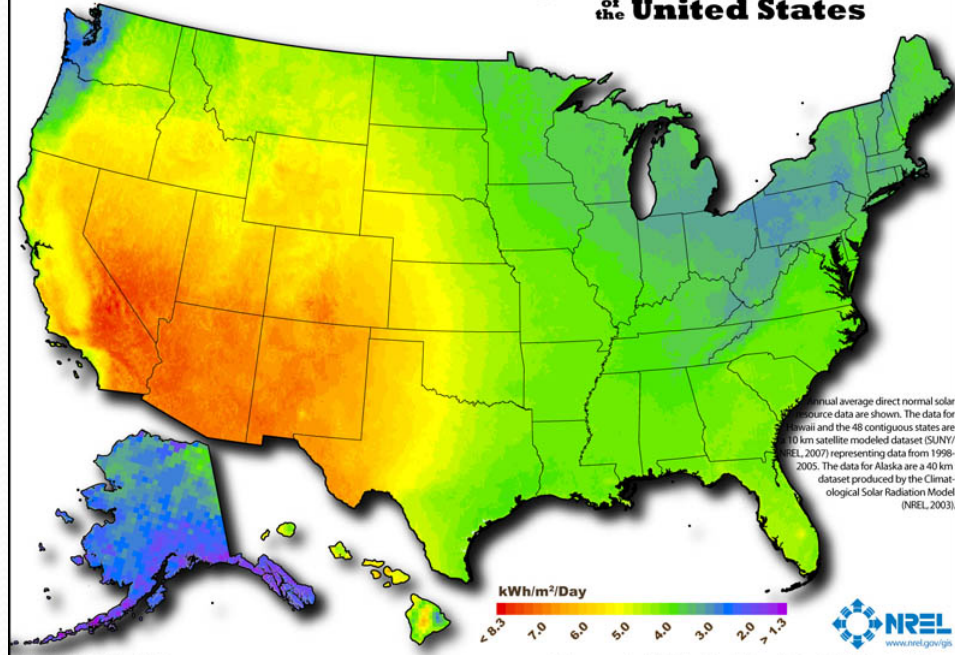 of
the United States
Annual average direct normal solar
resource data are shown. The data for
Hawaii and the 48 contiguous states are
a 10 km satellite modeled dataset (SUNY/
NREL, 2007) representing data from 1998-
2005. The data for Alaska are a 40 km
dataset produced by the Climat-
ological Solar Radiation Model
(NREL, 2003).
kWh/m²/Day
< 8.3 7.0 6.0 5.0 4.0 3.0 2.0 > 1.3
NREL
www.nrel.gov/gis